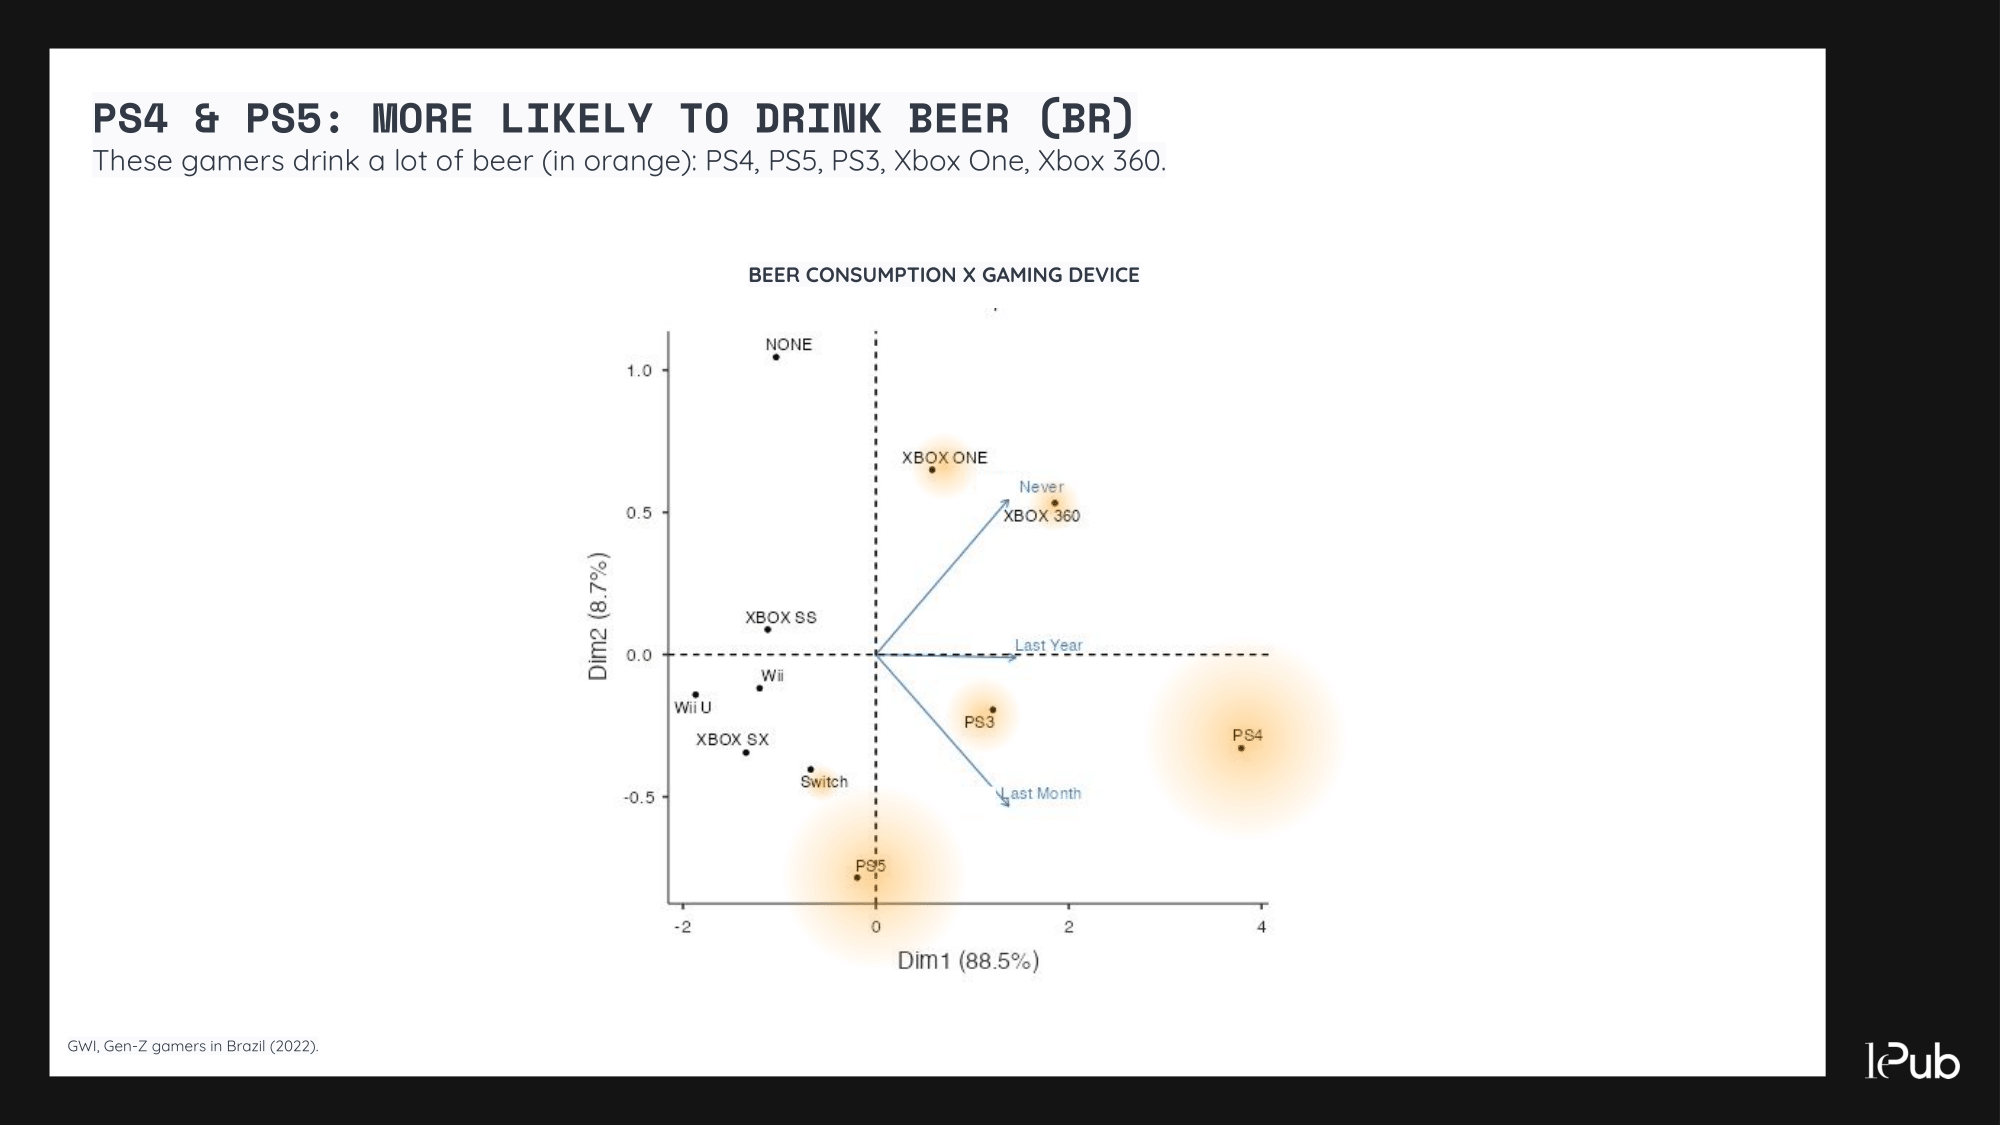 PS4 & PS5: MORE LIKELY TO DRINK BEER (BR)
These gamers drink a lot of beer (in orange): PS4, PS5, PS3, Xbox One, Xbox 360.
BEER CONSUMPTION X GAMING DEVICE
NONE
1.0
XBOX ONE
Never
0.5
XBOX 360
Dim2 (8.7%)
XBOX SS
Last Year
0.0
Wii
Wii U
PS3
PS4
XBOX SX
Switch
Last Month
-0.5
PS5
-2
0
2
4
Dim1 (88.5%)
GWI, Gen-Z gamers in Brazil (2022).
lePub